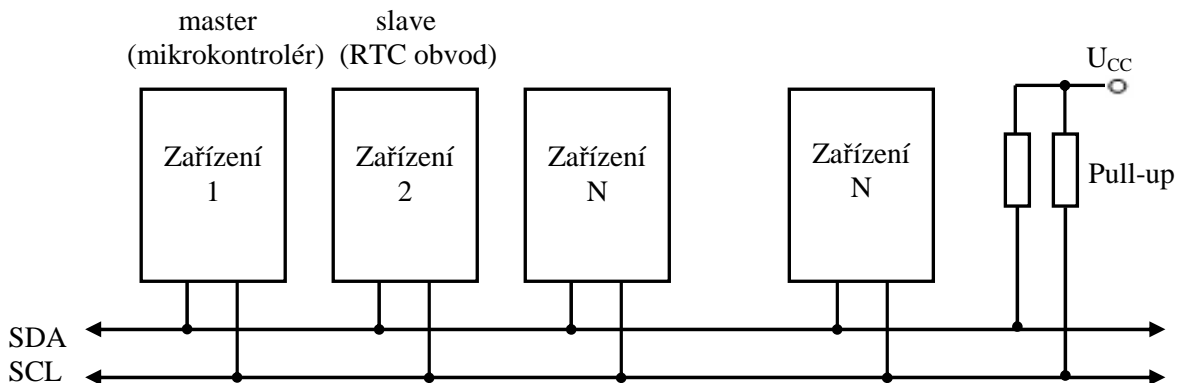 master
(mikrokontrolér)
slave
(RTC obvod)
UCC
Zařízení
1
Zařízení
2
Zařízení
N
Zařízení
N
Pull-up
SDA
SCL